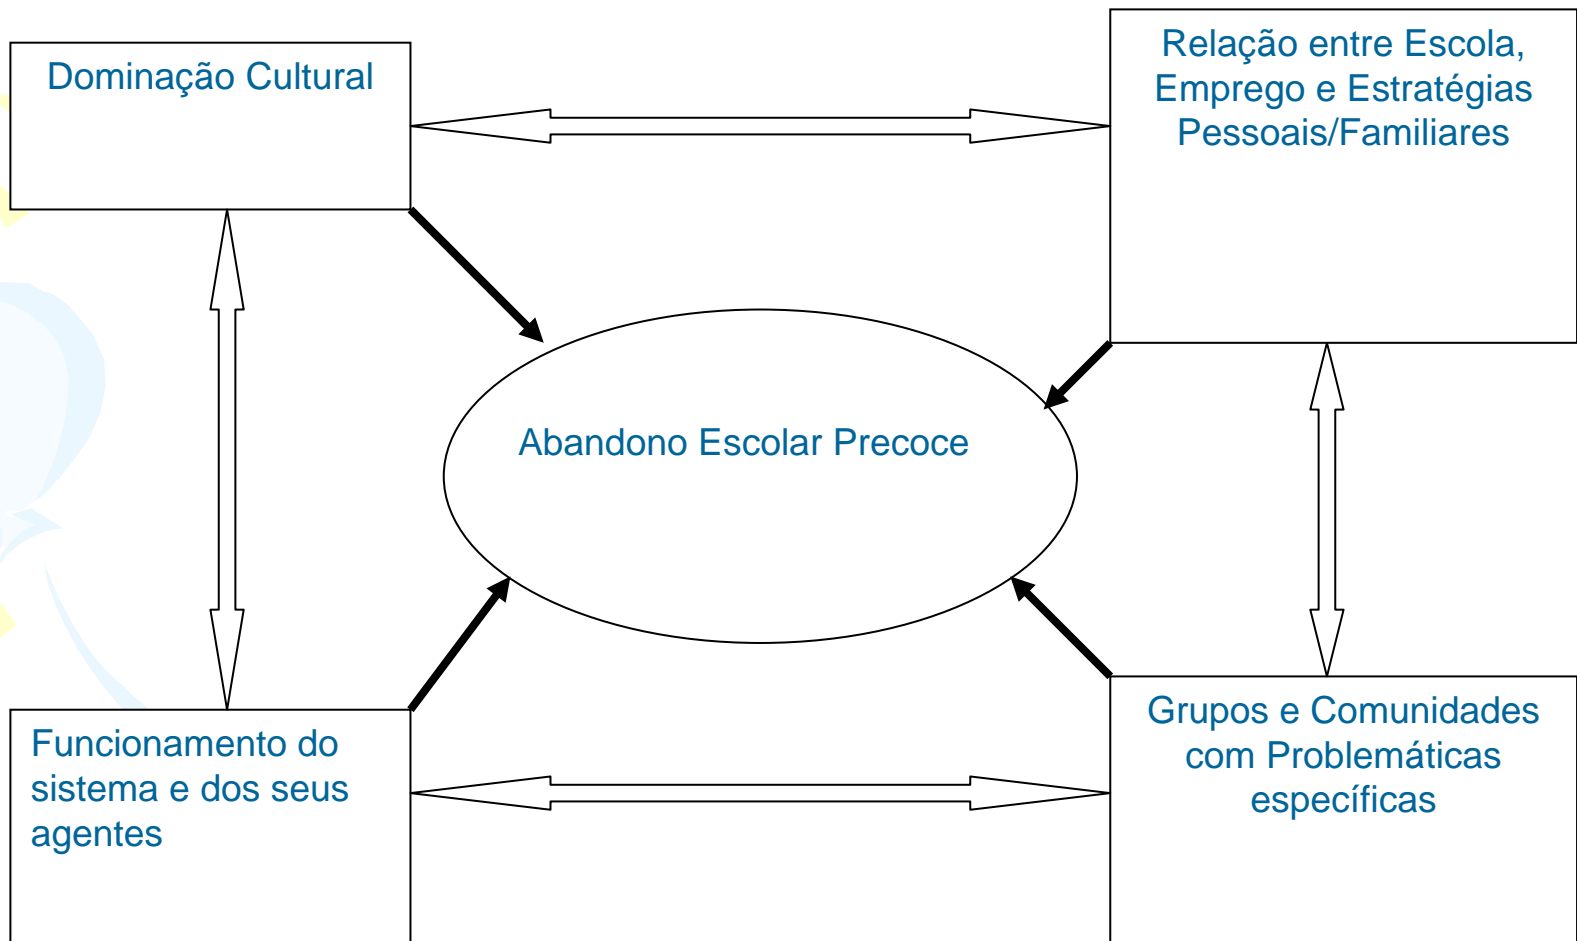 Dominação Cultural
Relação entre Escola,
Emprego e Estratégias
Pessoais/Familiares
Abandono Escolar Precoce
Funcionamento do
sistema e dos seus
agentes
Grupos e Comunidades
com Problemáticas
específicas